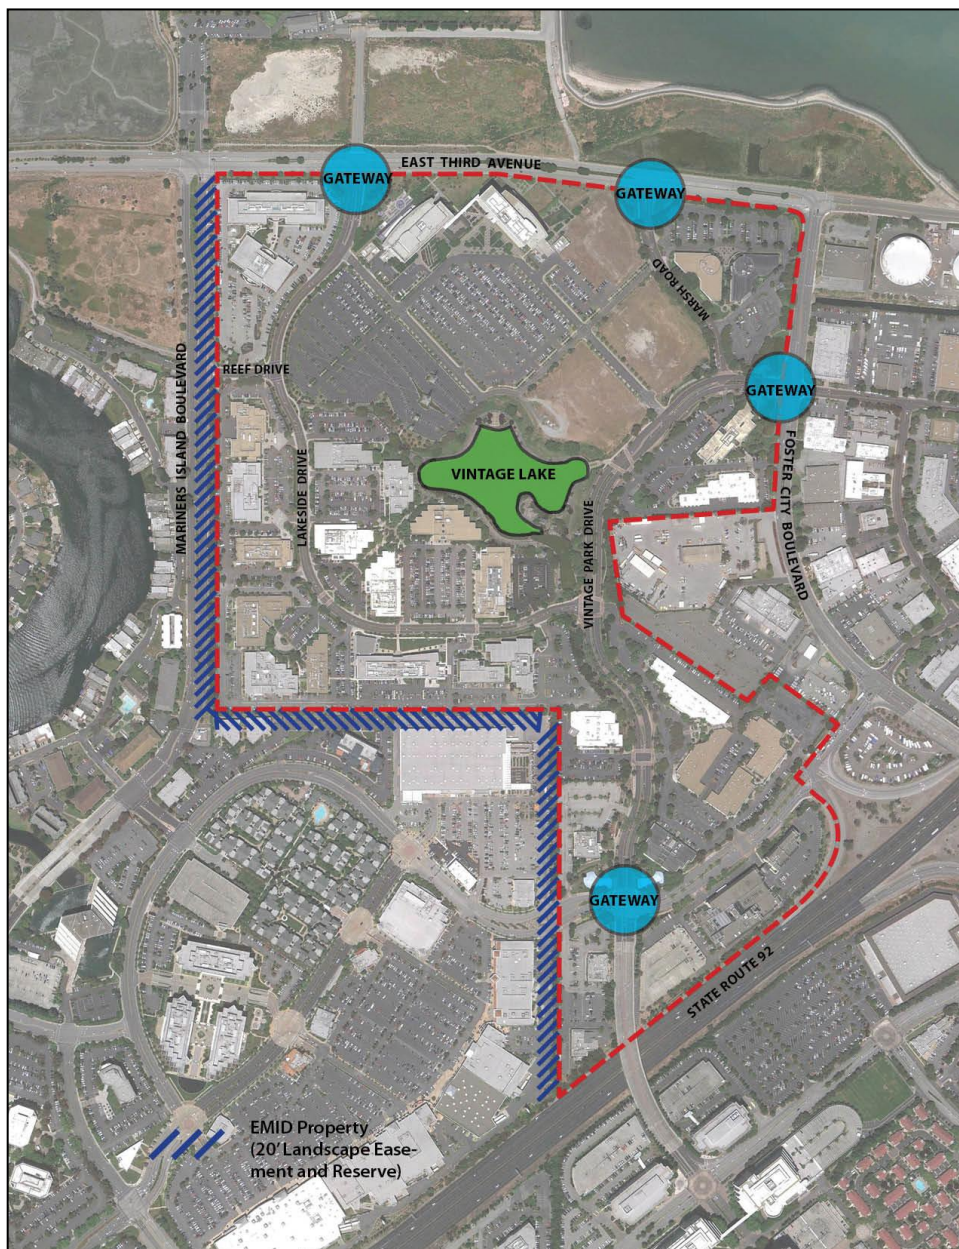 EAST THIRD AVENUE
GATEWAY
GATEWAY
MARSH ROAD
REEF DRIVE
MARINERS ISLAND BOULEVARD
GATEWAY
LAKESIDE DRIVE
VINTAGE LAKE
VINTAGE PARK DRIVE
FOSTER CITY BOULEVARD
GATEWAY
STATE ROUTE 92
EMID Property
(20' Landscape Ease-
ment and Reserve)